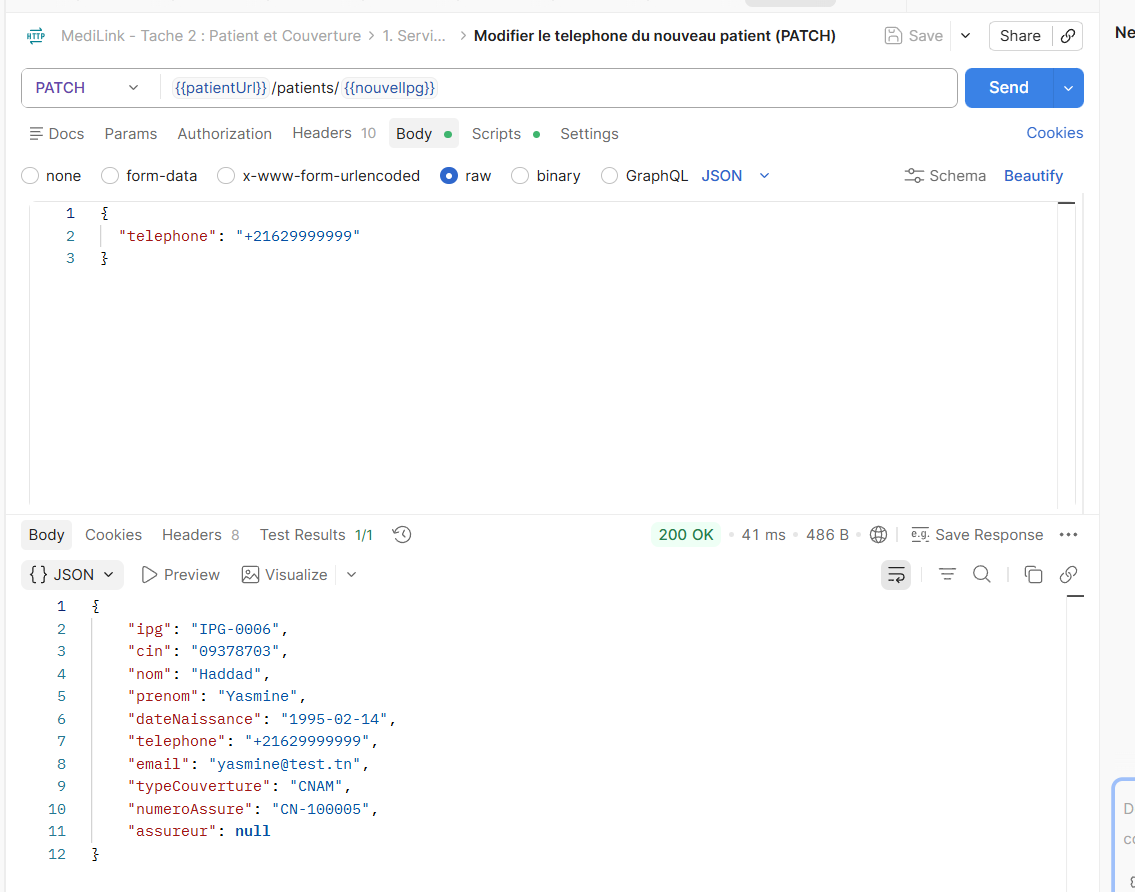 HTTP MediLink - Tache 2 : Patient et Couverture > 1. Servi... > Modifier le telephone du nouveau patient (PATCH) Save Share
Ne
PATCH {{patientUrl}}/patients/{{nouvelIpg}} Send
Docs Params Authorization Headers 10 Body Scripts Settings Cookies
none form-data x-www-form-urlencoded raw binary GraphQL JSON Schema Beautify
1 {
2 "telephone": "+21629999999"
3 }
Body Cookies Headers 8 Test Results 1/1 200 OK • 41 ms • 486 B • e.g. Save Response
{} JSON Preview Visualize
1 {
2 "ipg": "IPG-0006",
3 "cin": "09378703",
4 "nom": "Haddad",
5 "prenom": "Yasmine",
6 "dateNaissance": "1995-02-14",
7 "telephone": "+21629999999",
8 "email": "yasmine@test.tn",
9 "typeCouverture": "CNAM",
10 "numeroAssure": "CN-100005",
11 "assureur": null
12 }
D
co